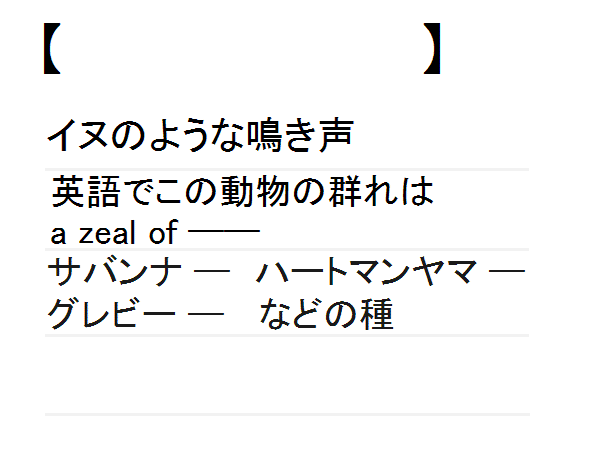 【　　　　　　　　　】
イヌのような鳴き声
英語でこの動物の群れは
a zeal of ——
サバンナ —　ハートマンヤマ —
グレビー —　などの種